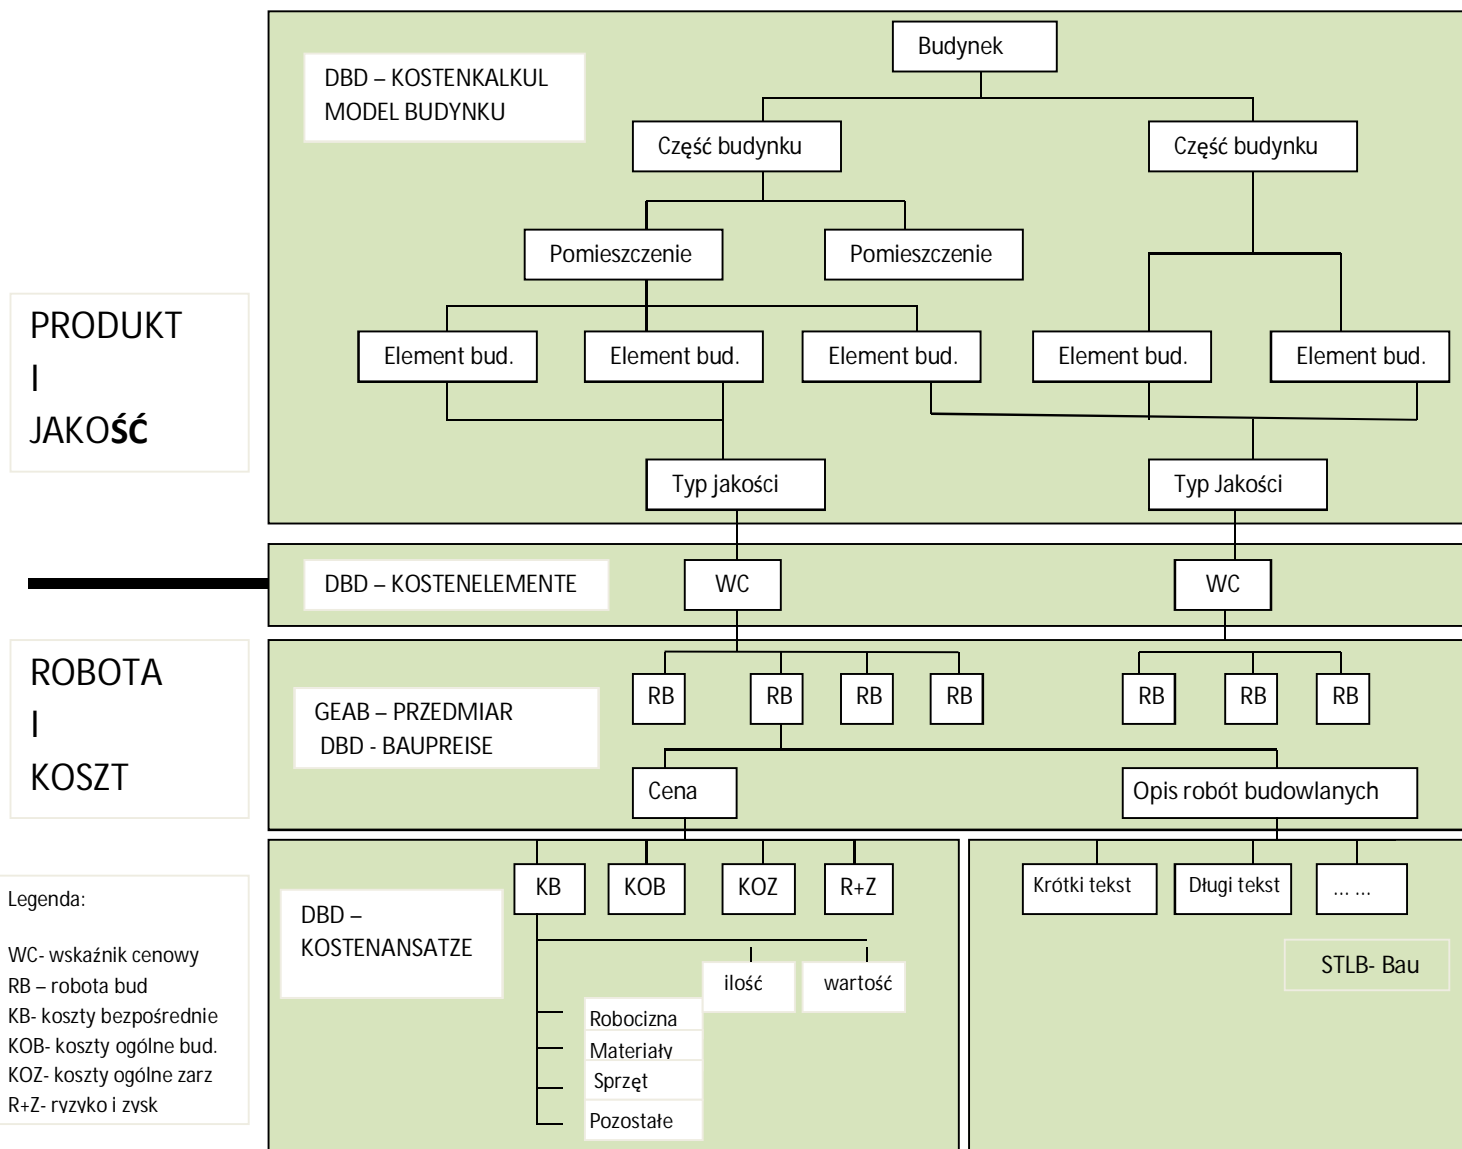 Budynek
DBD – KOSTENKALKUL
MODEL BUDYNKU
Część budynku
Część budynku
Pomieszczenie
Pomieszczenie
PRODUKT
I
JAKOŚĆ
Element bud.
Element bud.
Element bud.
Element bud.
Element bud.
Typ jakości
Typ Jakości
DBD – KOSTENELEMENTE
WC
WC
ROBOTA
I
KOSZT
GEAB – PRZEDMIAR
DBD - BAUPREISE
RB
RB
RB
RB
RB
RB
RB
Cena
Opis robót budowlanych
DBD –
KOSTENANSATZE
KB
KOB
KOZ
R+Z
Krótki tekst
Długi tekst
... ...
ilość
wartość
STLB- Bau
Robocizna
Materiały
Sprzęt
Pozostałe
Legenda:
WC- wskaźnik cenowy
RB – robota bud
KB- koszty bezpośrednie
KOB- koszty ogólne bud.
KOZ- koszty ogólne zarz
R+Z- ryzyko i zysk